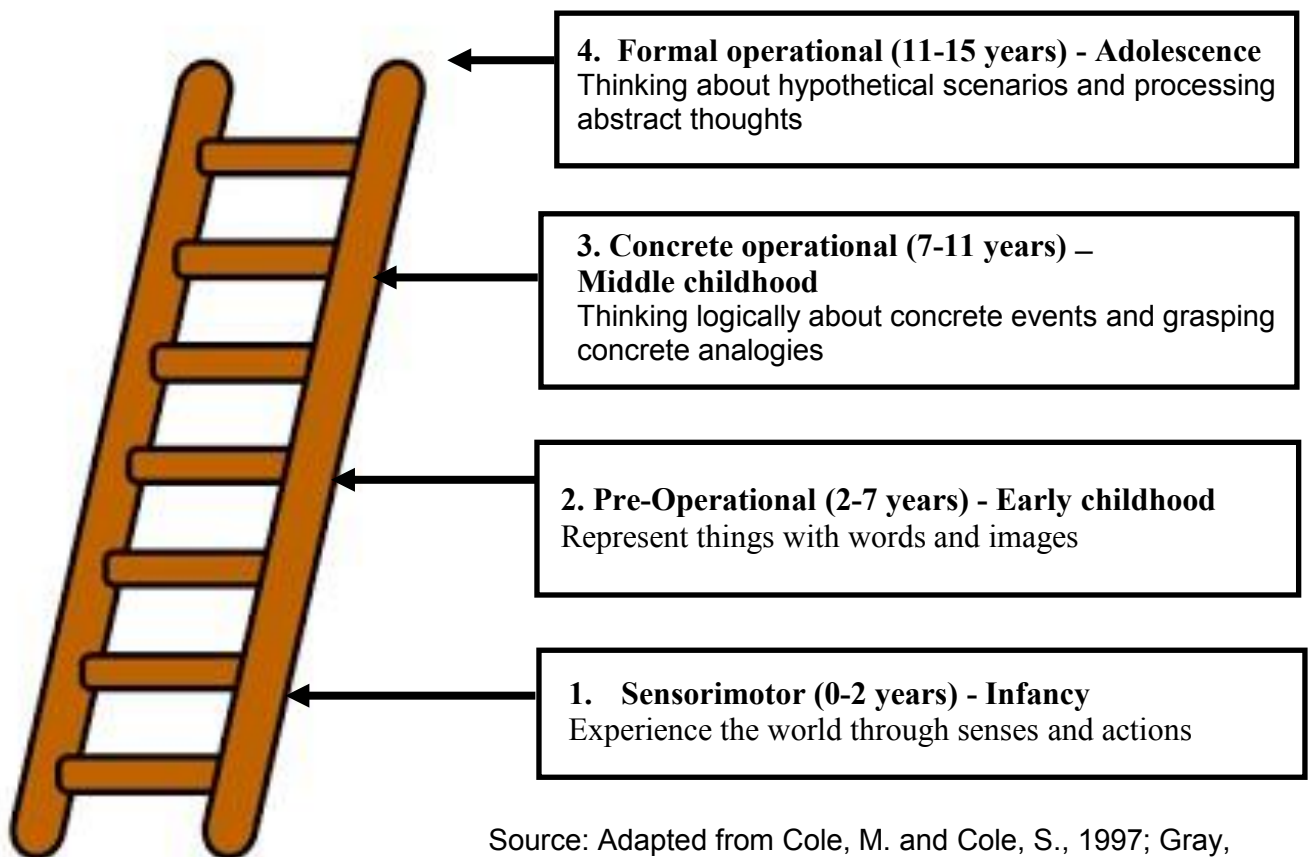 4. Formal operational (11-15 years) - Adolescence
Thinking about hypothetical scenarios and processing
abstract thoughts
3. Concrete operational (7-11 years) –
Middle childhood
Thinking logically about concrete events and grasping
concrete analogies
2. Pre-Operational (2-7 years) - Early childhood
Represent things with words and images
1. Sensorimotor (0-2 years) - Infancy
Experience the world through senses and actions
Source: Adapted from Cole, M. and Cole, S., 1997; Gray,